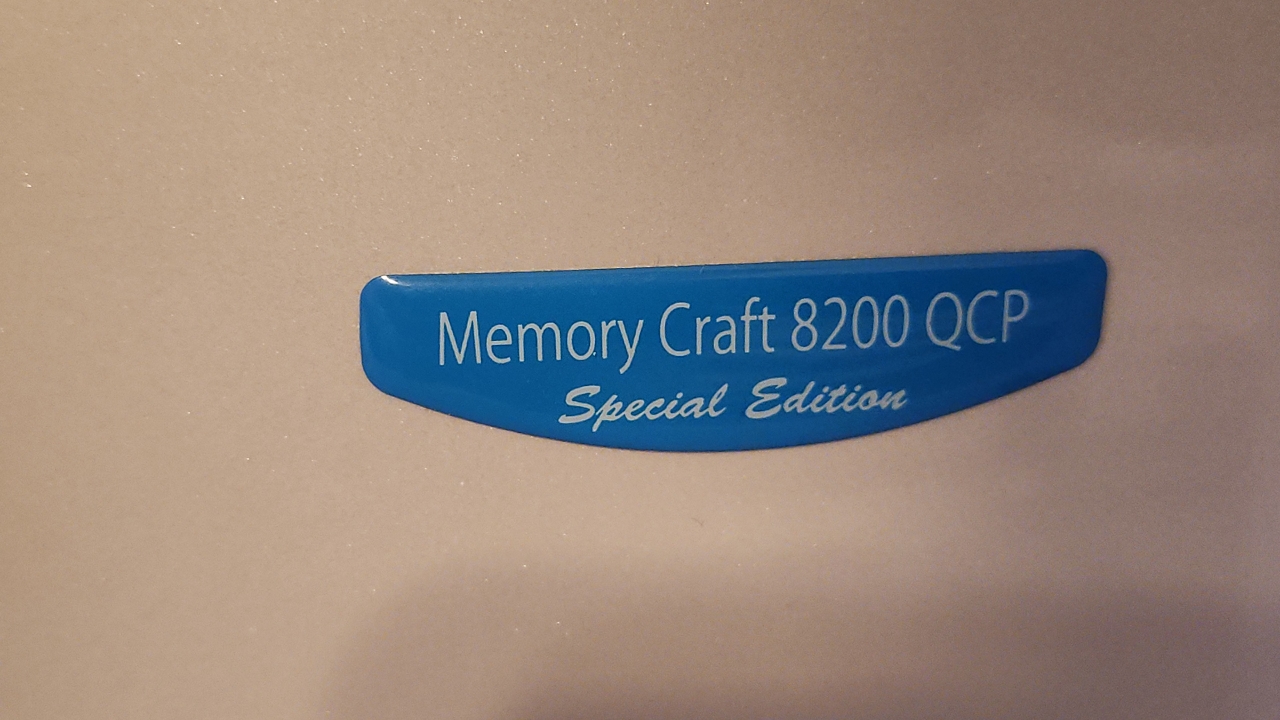 Memory Craft 8200 QCP
Special Edition